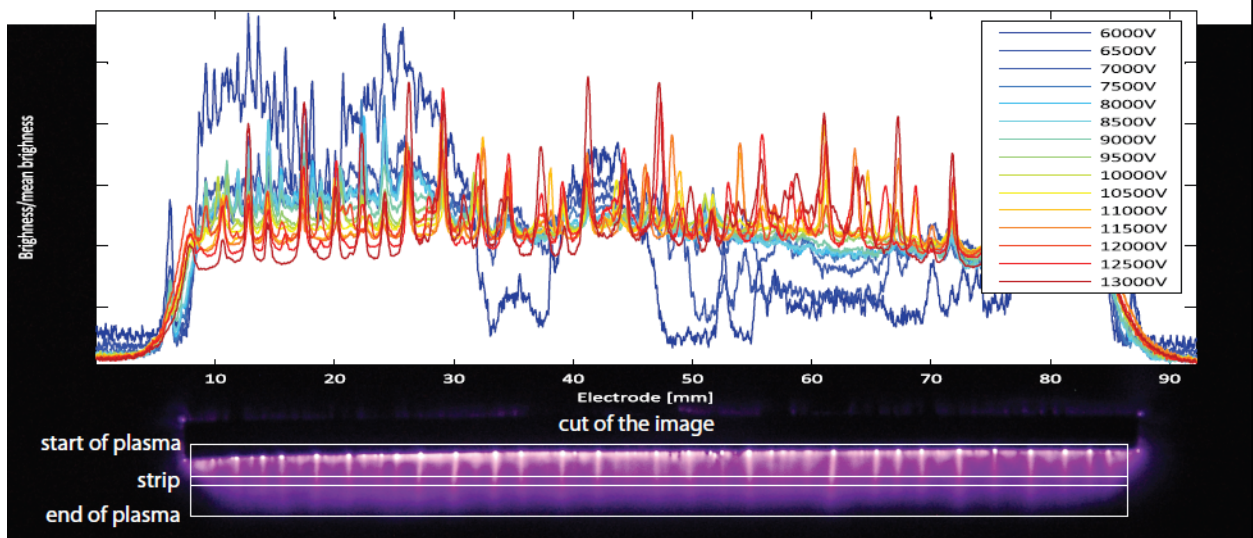 Brighness/mean brighness
6000V
6500V
7000V
7500V
8000V
8500V
9000V
9500V
10000V
10500V
11000V
11500V
12000V
12500V
13000V
10 20 30 40 50 60 70 80 90
Electrode [mm]
cut of the image
start of plasma
strip
end of plasma